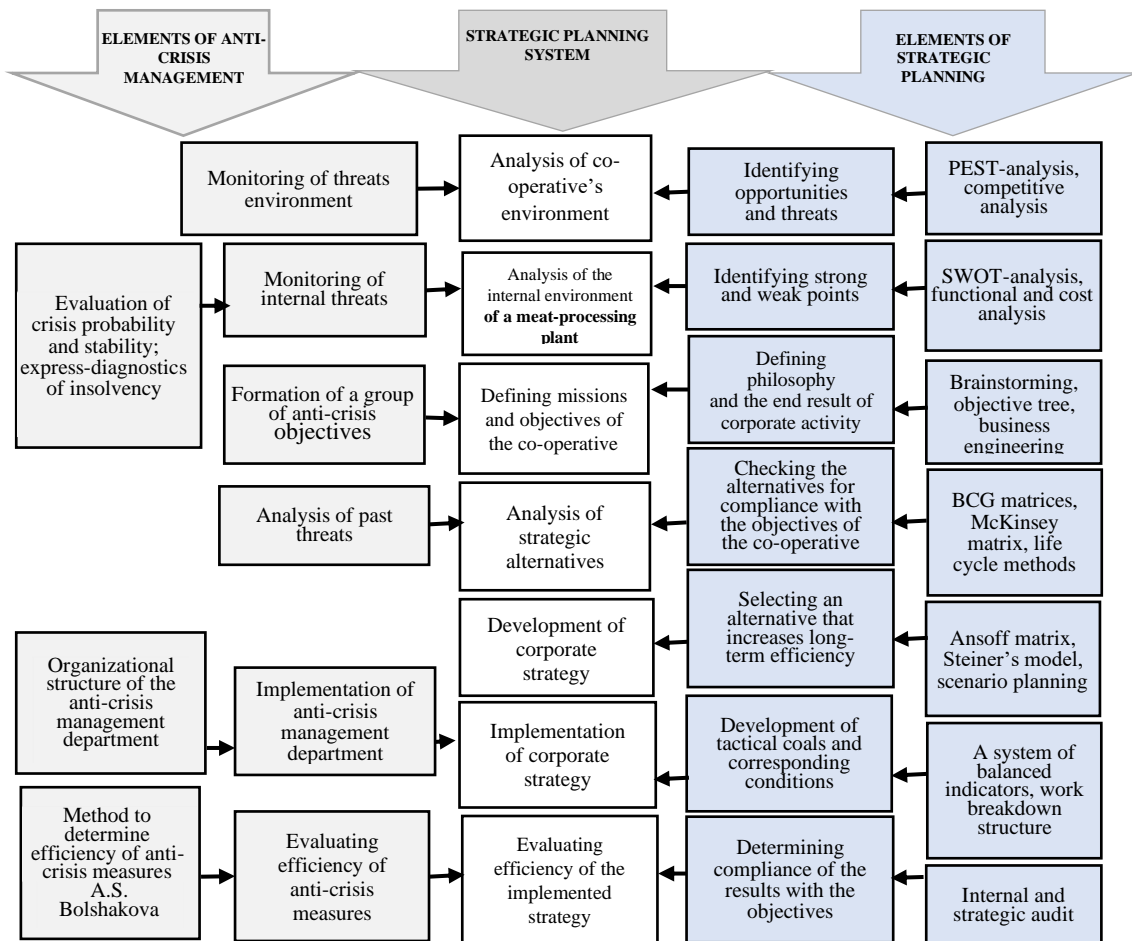 ELEMENTS OF ANTI-
CRISIS
MANAGEMENT
STRATEGIC PLANNING
SYSTEM
ELEMENTS OF
STRATEGIC
PLANNING
Monitoring of threats
environment
Analysis of co-
operative’s
environment
Identifying
opportunities
and threats
PEST-analysis,
competitive
analysis
Evaluation of
crisis probability
and stability;
express-diagnostics
of insolvency
Monitoring of
internal threats
Analysis of the
internal environment
of a meat-processing
plant
Identifying strong
and weak points
SWOT-analysis,
functional and cost
analysis
Formation of a group
of anti-crisis
objectives
Defining missions
and objectives of
the co-operative
Defining
philosophy
and the end result of
corporate activity
Brainstorming,
objective tree,
business
engineering
Analysis of past
threats
Analysis of
strategic
alternatives
Checking the
alternatives for
compliance with
the objectives of
the co-operative
BCG matrices,
McKinsey
matrix, life
cycle methods
Development of
corporate
strategy
Selecting an
alternative that
increases long-
term efficiency
Ansoff matrix,
Steiner’s model,
scenario planning
Organizational
structure of the
anti-crisis
management
department
Implementation of
anti-crisis
management
department
Implementation
of corporate
strategy
Development of
tactical coals and
corresponding
conditions
A system of
balanced
indicators, work
breakdown
structure
Method to
determine
efficiency of anti-
crisis measures
A.S.
Bolshakova
Evaluating
efficiency of
anti-crisis
measures
Evaluating
efficiency of the
implemented
strategy
Determining
compliance of the
results with the
objectives
Internal and
strategic audit